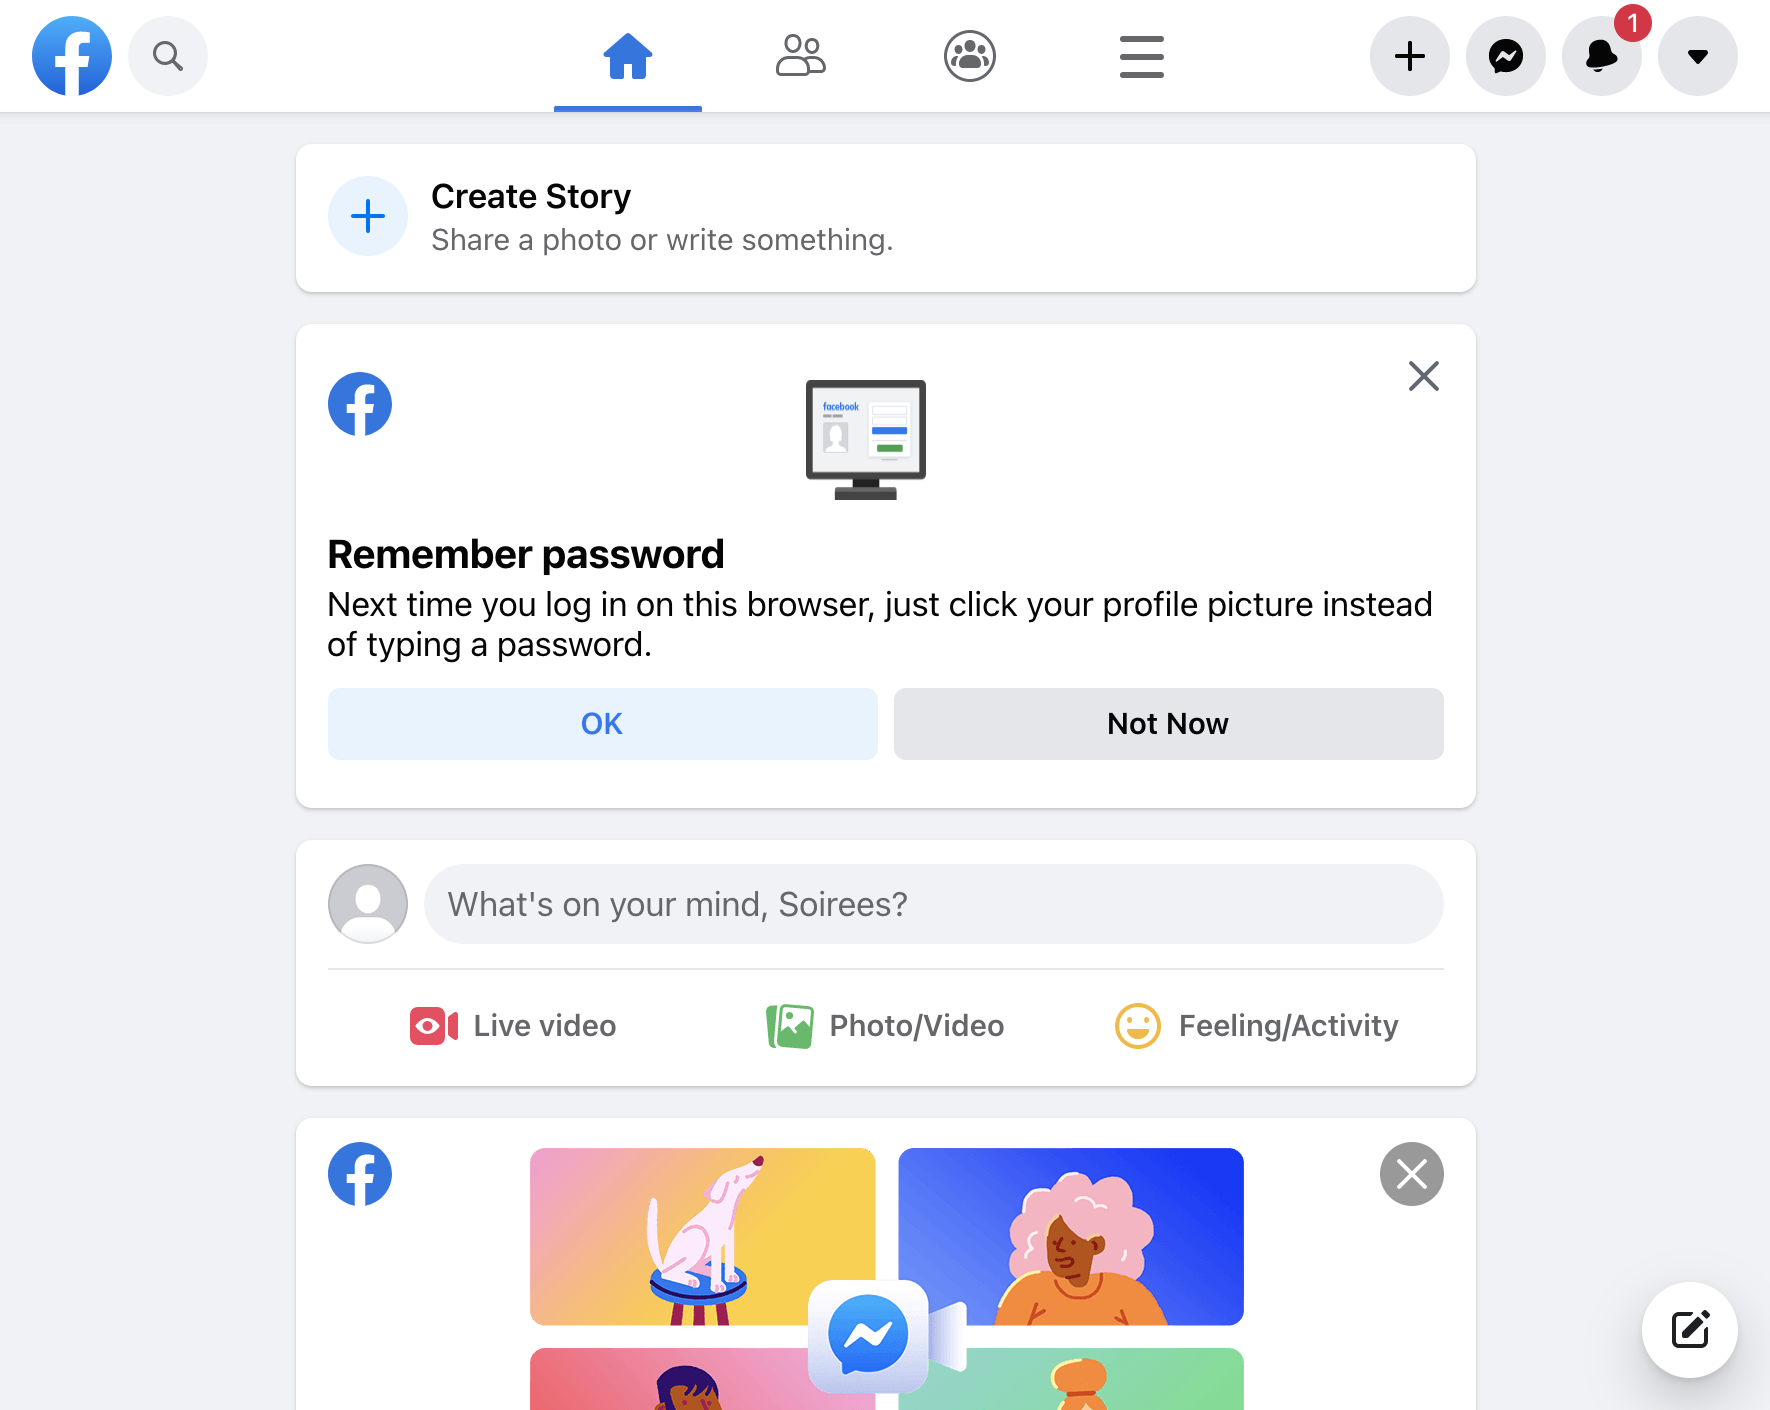 1
Create Story
Share a photo or write something.
facebook
Remember password
Next time you log in on this browser, just click your profile picture instead
of typing a password.
OK
Not Now
What's on your mind, Soirees?
Live video
Photo/Video
Feeling/Activity